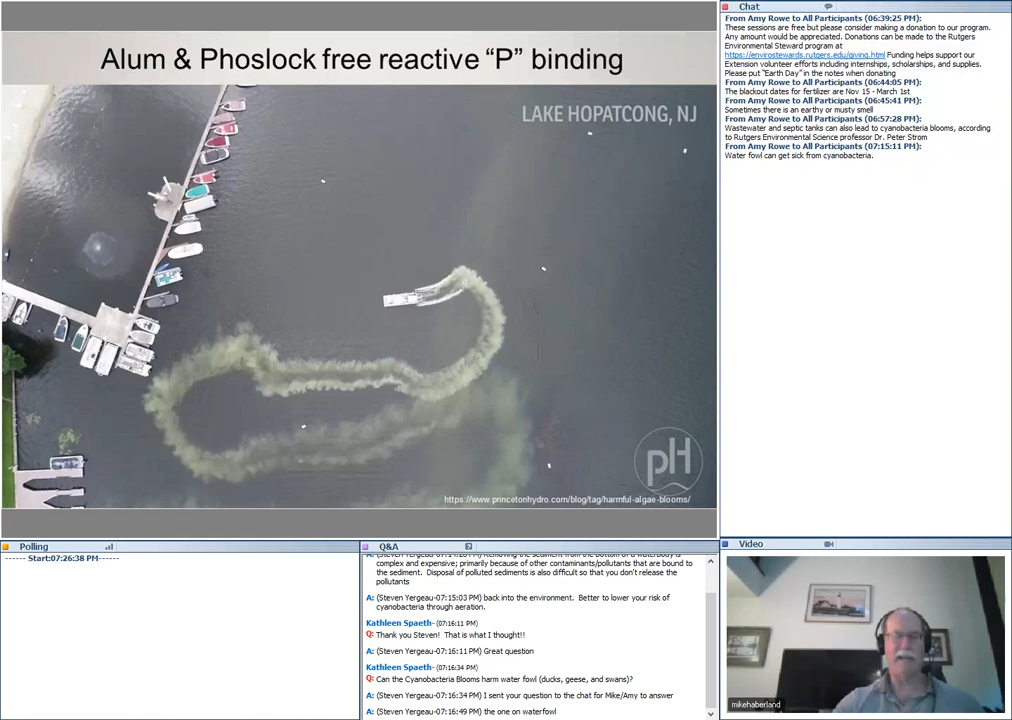 Alum & Phoslock free reactive “P” binding
LAKE HOPATCONG, NJ
pH
https://www.princetonhydro.com/blog/tag/harmful-algae-blooms/
Chat
From Amy Rowe to All Participants (06:39:25 PM):
These sessions are free but please consider making a donation to our program.
Any amount would be appreciated. Donations can be made to the Rutgers
Environmental Steward program at
https://envirostewards.rutgers.edu/giving.html Funding helps support our
Extension volunteer efforts including internships, scholarships, and supplies.
Please put "Earth Day" in the notes when donating
From Amy Rowe to All Participants (06:44:05 PM):
The blackout dates for fertilizer are Nov 15 - March 1st
From Amy Rowe to All Participants (06:45:41 PM):
Sometimes there is an earthy or musty smell
From Amy Rowe to All Participants (06:57:28 PM):
Wastewater and septic tanks can also lead to cyanobacteria blooms, according
to Rutgers Environmental Science professor Dr. Peter Strom
From Amy Rowe to All Participants (07:15:11 PM):
Water fowl can get sick from cyanobacteria.
Polling
------ Start:07:26:38 PM------
Q&A
complex and expensive; primarily because of other contaminants/pollutants that are bound to
the sediment. Disposal of polluted sediments is also difficult so that you don't release the
pollutants
A: (Steven Yergeau-07:15:03 PM) back into the environment. Better to lower your risk of
cyanobacteria through aeration.
Kathleen Spaeth- (07:16:11 PM)
Q: Thank you Steven! That is what I thought!!
A: (Steven Yergeau-07:16:11 PM) Great question
Kathleen Spaeth- (07:16:34 PM)
Q: Can the Cyanobacteria Blooms harm water fowl (ducks, geese, and swans)?
A: (Steven Yergeau-07:16:34 PM) I sent your question to the chat for Mike/Amy to answer
A: (Steven Yergeau-07:16:49 PM) the one on waterfowl
Video
mikehaberland